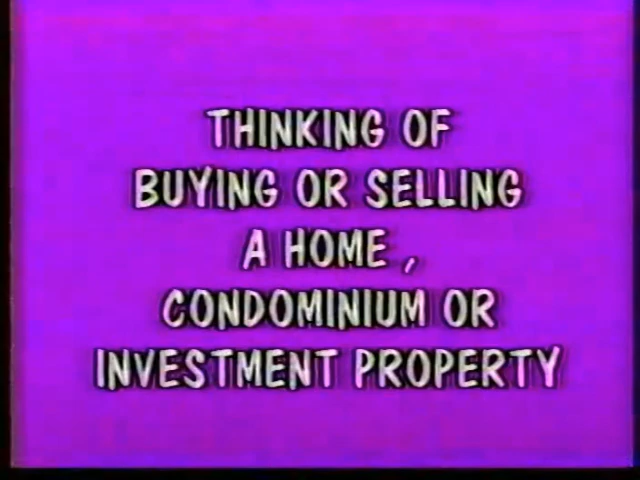 THINKING OF
BUYING OR SELLING
A HOME ,
CONDOMINIUM OR
INVESTMENT PROPERTY